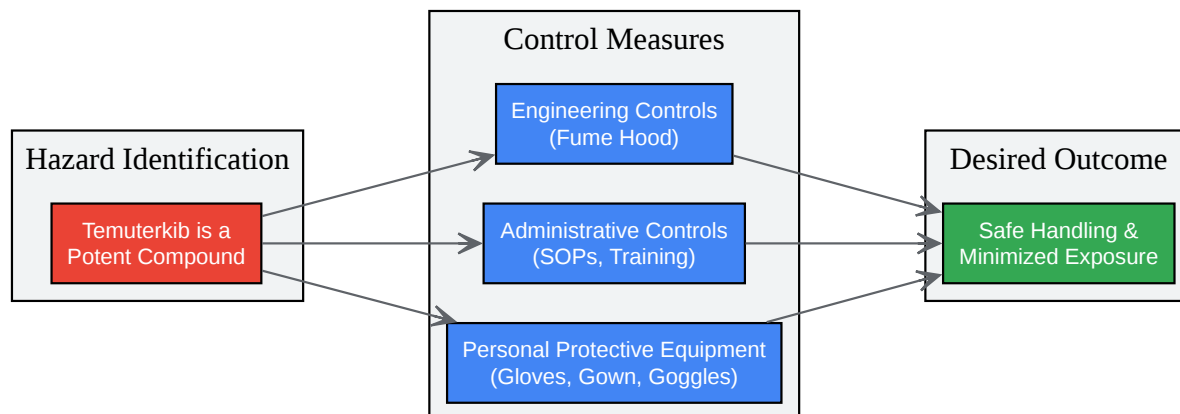 Hazard Identification
Temuterkib is a
Potent Compound
Control Measures
Engineering Controls
(Fume Hood)
Administrative Controls
(SOPs, Training)
Personal Protective Equipment
(Gloves, Gown, Goggles)
Desired Outcome
Safe Handling &
Minimized Exposure